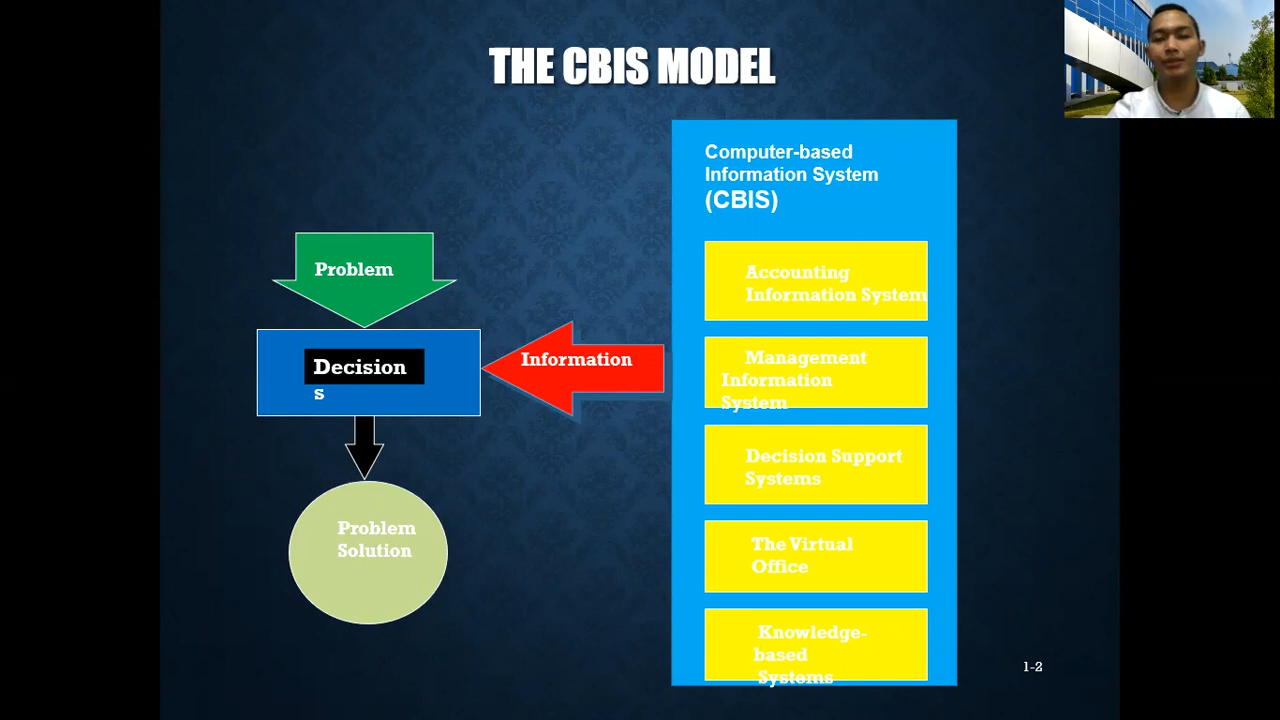 THE CBIS MODEL
Computer-based
Information System
(CBIS)
Problem
Decision
s
Information
Problem
Solution
Accounting
Information System
Management
Information
System
Decision Support
Systems
The Virtual
Office
Knowledge-
based
Systems
1-2